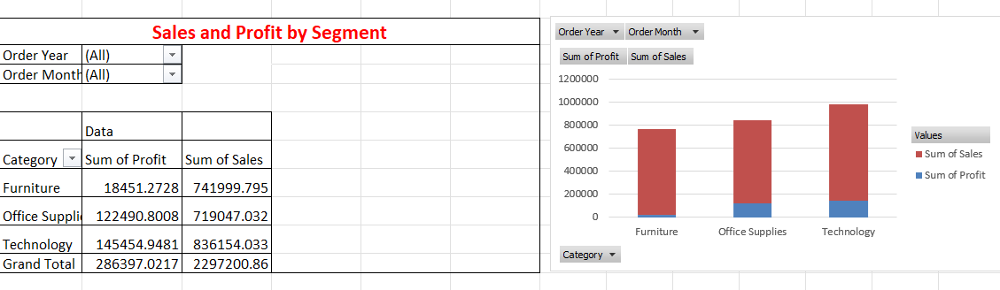 Sales and Profit by Segment
Order Year (All)
Order Month (All)
Data
Category Sum of Profit Sum of Sales
Furniture 18451.2728 741999.795
Office Supplie 122490.8008 719047.032
Technology 145454.9481 836154.033
Grand Total 286397.0217 2297200.86
Order Year Order Month
Sum of Profit Sum of Sales
1200000
1000000
800000
600000
400000
200000
0
Furniture Office Supplies Technology
Values
Sum of Sales
Sum of Profit
Category